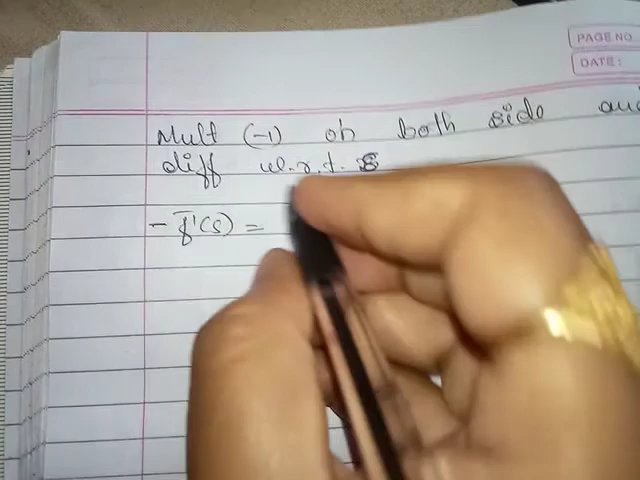 PAGE NO.
DATE:
Mult (-1) on both side and
diff w.r.t. s
- f̄'(s) =